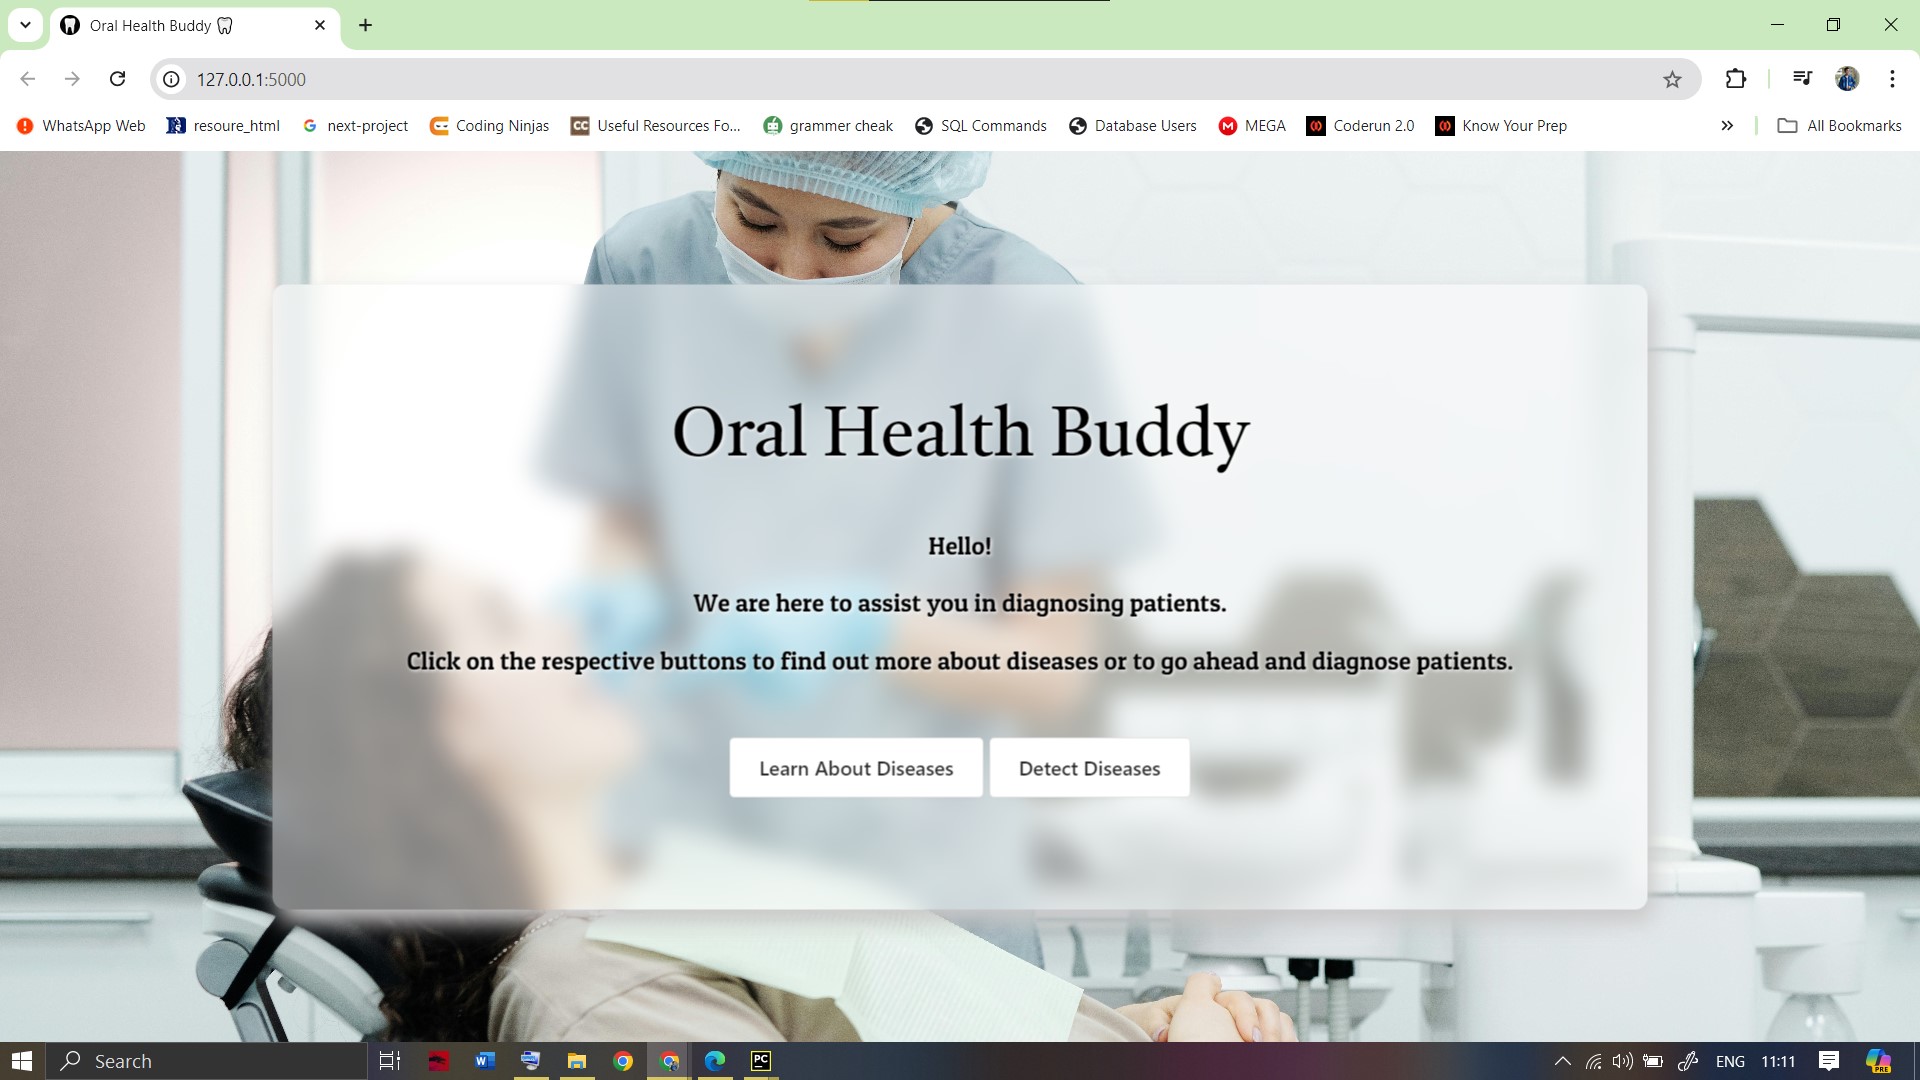 Oral Health Buddy
127.0.0.1:5000
WhatsApp Web resoure_html next-project Coding Ninjas Useful Resources Fo... grammer cheak SQL Commands Database Users MEGA Coderun 2.0 Know Your Prep » All Bookmarks
Oral Health Buddy
Hello!
We are here to assist you in diagnosing patients.
Click on the respective buttons to find out more about diseases or to go ahead and diagnose patients.
Learn About Diseases Detect Diseases
Search ENG 11:11